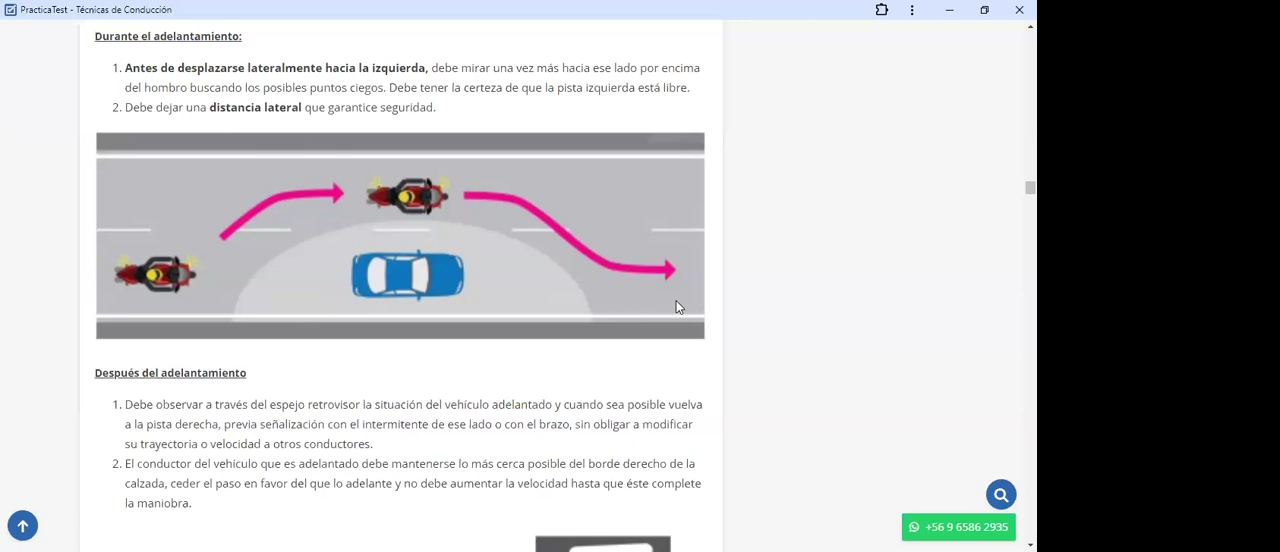 PracticaTest - Técnicas de Conducción
Durante el adelantamiento:
1. Antes de desplazarse lateralmente hacia la izquierda, debe mirar una vez más hacia ese lado por encima
del hombro buscando los posibles puntos ciegos. Debe tener la certeza de que la pista izquierda está libre.
2. Debe dejar una distancia lateral que garantice seguridad.
Después del adelantamiento
1. Debe observar a través del espejo retrovisor la situación del vehículo adelantado y cuando sea posible vuelva
a la pista derecha, previa señalización con el intermitente de ese lado o con el brazo, sin obligar a modificar
su trayectoria o velocidad a otros conductores.
2. El conductor del vehículo que es adelantado debe mantenerse lo más cerca posible del borde derecho de la
calzada, ceder el paso en favor del que lo adelante y no debe aumentar la velocidad hasta que éste complete
la maniobra.
+56 9 6586 2935